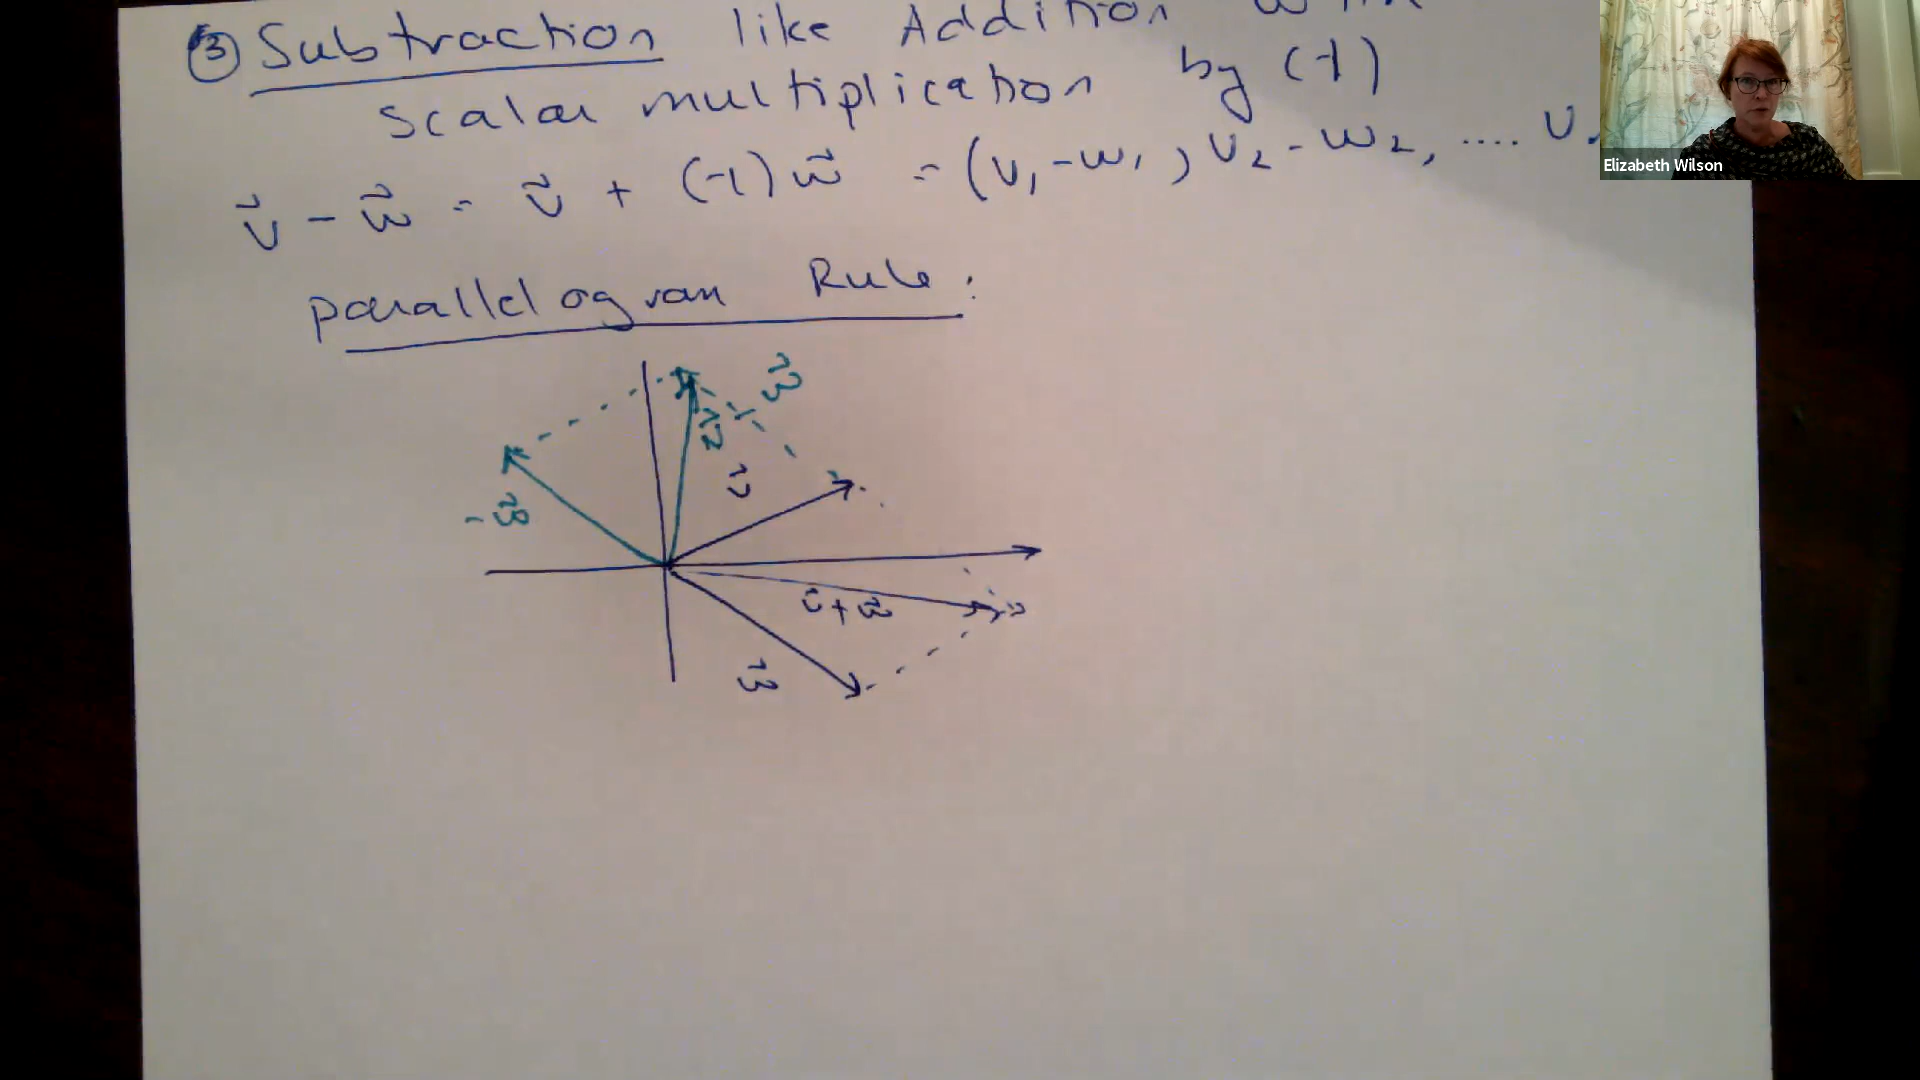 ③ Subtraction like Addition with
scalar multiplication by (-1)
Elizabeth Wilson
v⃗ - w⃗ = v⃗ + (-1) w⃗ = (v₁ - w₁, v₂ - w₂, .... v
parallelogram Rule:
v⃗ - w⃗
v⃗
-w⃗
v⃗ + w⃗
w⃗